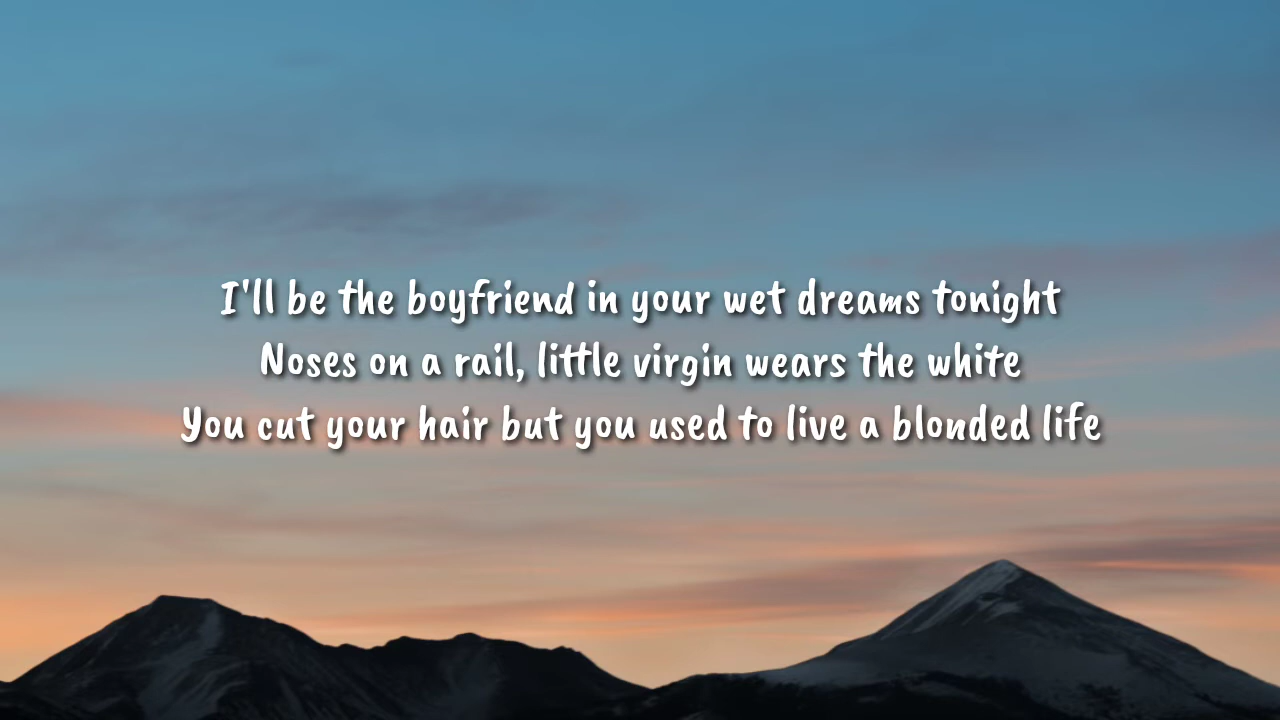 I'll be the boyfriend in your wet dreams tonight
Noses on a rail, little virgin wears the white
You cut your hair but you used to live a blonded life